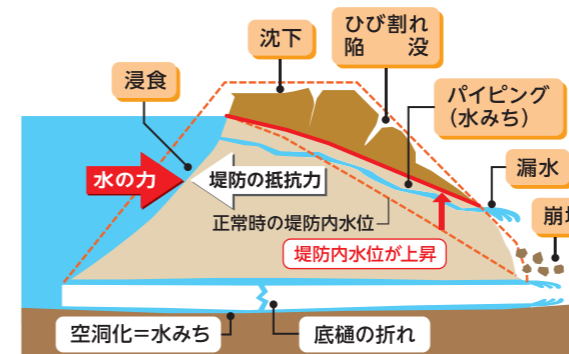 沈下
ひび割れ
陥 没
浸食
パイピング
（水みち）
水の力
堤防の抵抗力
漏水
正常時の堤防内水位
堤防内水位が上昇
空洞化＝水みち
底樋の折れ